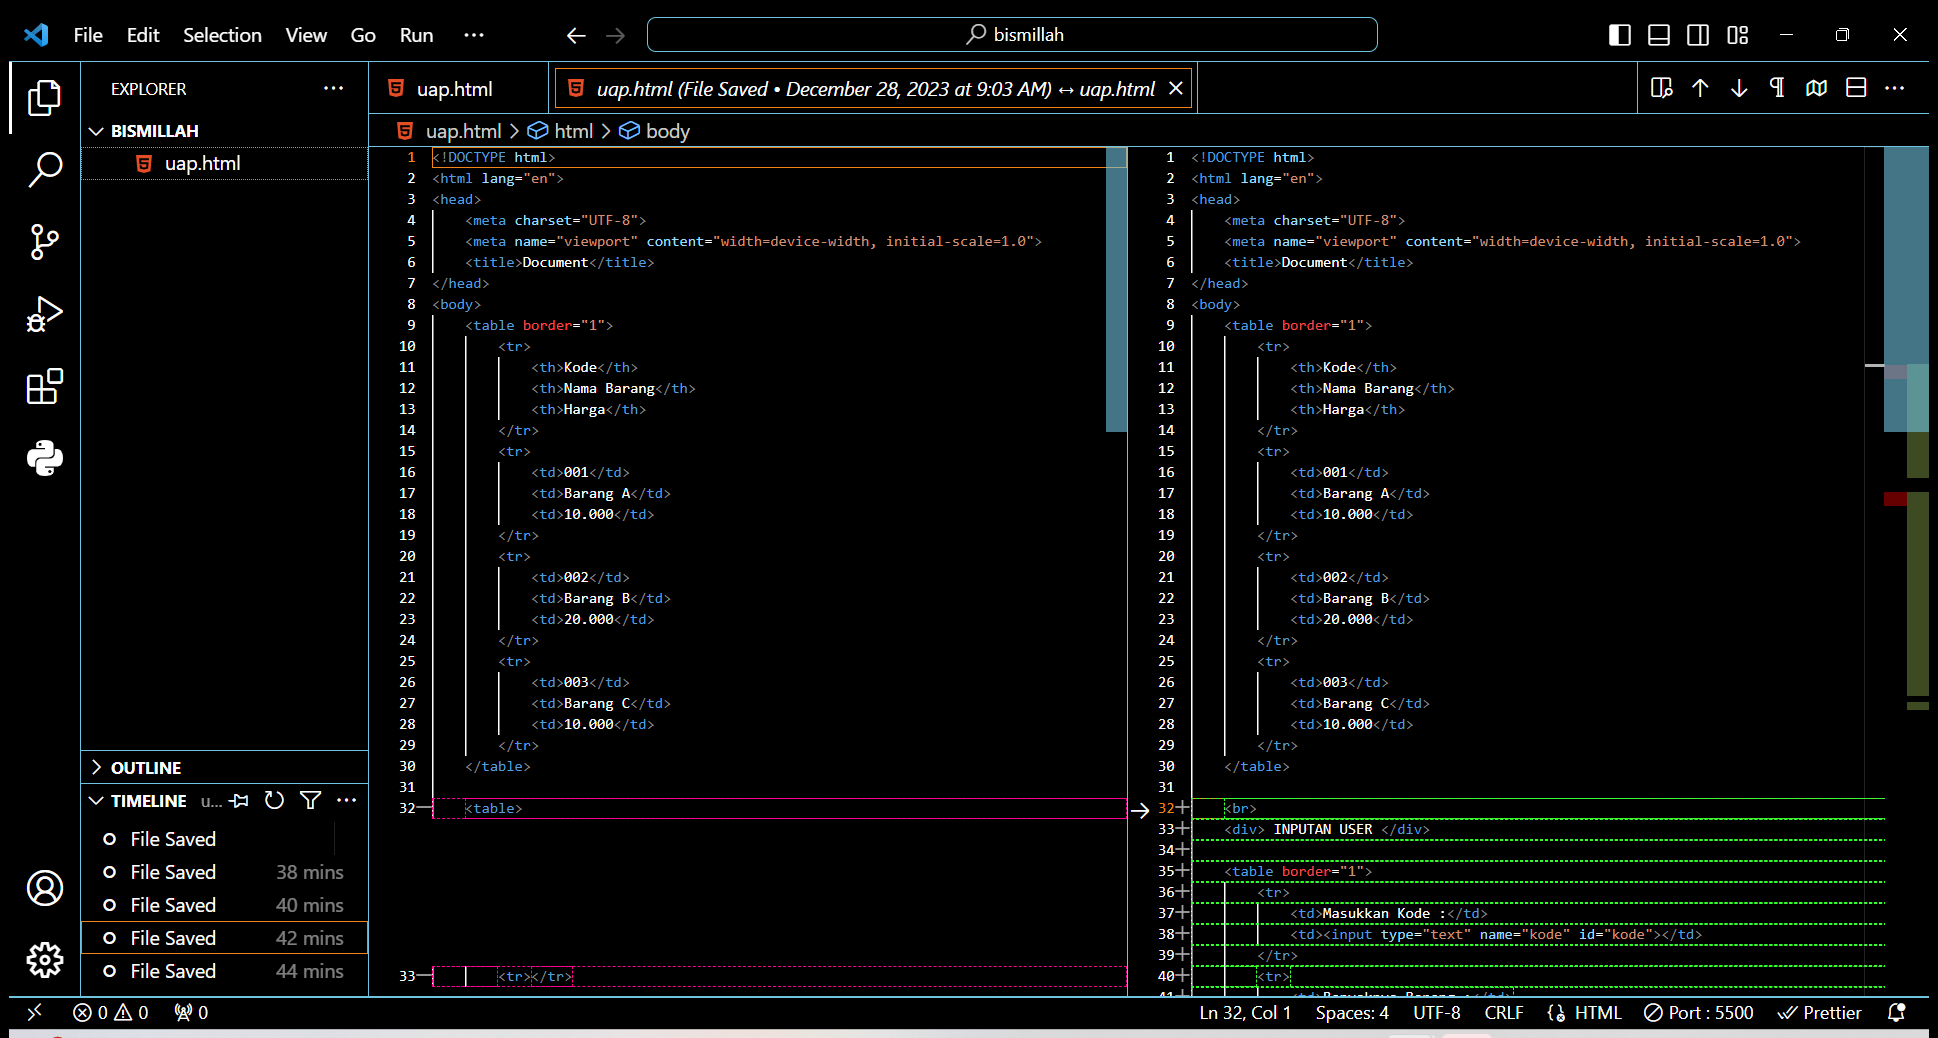 File Edit Selection View Go Run ...
bismillah
EXPLORER
BISMILLAH
uap.html
OUTLINE
TIMELINE u...
File Saved
File Saved 38 mins
File Saved 40 mins
File Saved 42 mins
File Saved 44 mins
uap.html
uap.html (File Saved • December 28, 2023 at 9:03 AM) ↔ uap.html
uap.html > html > body
1 <!DOCTYPE html>
2 <html lang="en">
3 <head>
4 <meta charset="UTF-8">
5 <meta name="viewport" content="width=device-width, initial-scale=1.0">
6 <title>Document</title>
7 </head>
8 <body>
9 <table border="1">
10 <tr>
11 <th>Kode</th>
12 <th>Nama Barang</th>
13 <th>Harga</th>
14 </tr>
15 <tr>
16 <td>001</td>
17 <td>Barang A</td>
18 <td>10.000</td>
19 </tr>
20 <tr>
21 <td>002</td>
22 <td>Barang B</td>
23 <td>20.000</td>
24 </tr>
25 <tr>
26 <td>003</td>
27 <td>Barang C</td>
28 <td>10.000</td>
29 </tr>
30 </table>
31
32— <table>
33— <tr></tr>
1 <!DOCTYPE html>
2 <html lang="en">
3 <head>
4 <meta charset="UTF-8">
5 <meta name="viewport" content="width=device-width, initial-scale=1.0">
6 <title>Document</title>
7 </head>
8 <body>
9 <table border="1">
10 <tr>
11 <th>Kode</th>
12 <th>Nama Barang</th>
13 <th>Harga</th>
14 </tr>
15 <tr>
16 <td>001</td>
17 <td>Barang A</td>
18 <td>10.000</td>
19 </tr>
20 <tr>
21 <td>002</td>
22 <td>Barang B</td>
23 <td>20.000</td>
24 </tr>
25 <tr>
26 <td>003</td>
27 <td>Barang C</td>
28 <td>10.000</td>
29 </tr>
30 </table>
31
32+ <br>
33+ <div> INPUTAN USER </div>
34+
35+ <table border="1">
36+ <tr>
37+ <td>Masukkan Kode :</td>
38+ <td><input type="text" name="kode" id="kode"></td>
39+ </tr>
40+ <tr>
0 0 0
Ln 32, Col 1 Spaces: 4 UTF-8 CRLF HTML Port : 5500 Prettier